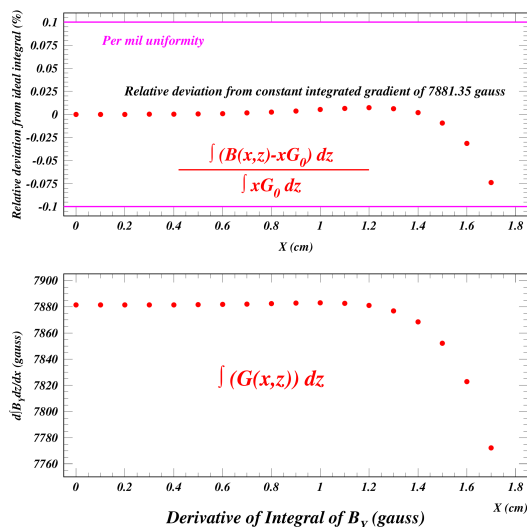 Relative deviation from ideal integral (%)
0.1
0.075
0.05
0.025
0
-0.025
-0.05
-0.075
-0.1
Per mil uniformity
Relative deviation from constant integrated gradient of 7881.35 gauss
∫ (B(x,z)-xG₀) dz
∫ xG₀ dz
0 0.2 0.4 0.6 0.8 1 1.2 1.4 1.6 1.8
X (cm)
d∫Bᵧdz/dx (gauss)
7900
7880
7860
7840
7820
7800
7780
7760
∫ (G(x,z)) dz
0 0.2 0.4 0.6 0.8 1 1.2 1.4 1.6 1.8
X (cm)
Derivative of Integral of B_Y (gauss)